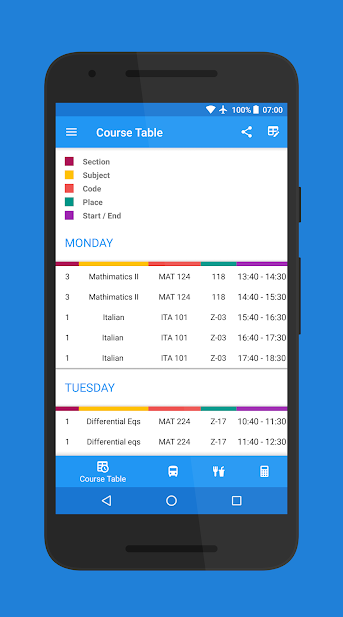 100% 07:00
Course Table
Section
Subject
Code
Place
Start / End
MONDAY
3 Mathimatics II MAT 124 118 13:40 - 14:30
3 Mathimatics II MAT 124 118 14:40 - 15:30
1 Italian ITA 101 Z-03 15:40 - 16:30
1 Italian ITA 101 Z-03 16:40 - 17:30
1 Italian ITA 101 Z-03 17:40 - 18:30
TUESDAY
1 Differential Eqs MAT 224 Z-17 10:40 - 11:30
1 Differential eqs MAT 224 Z-17 11:40 - 12:30
Course Table